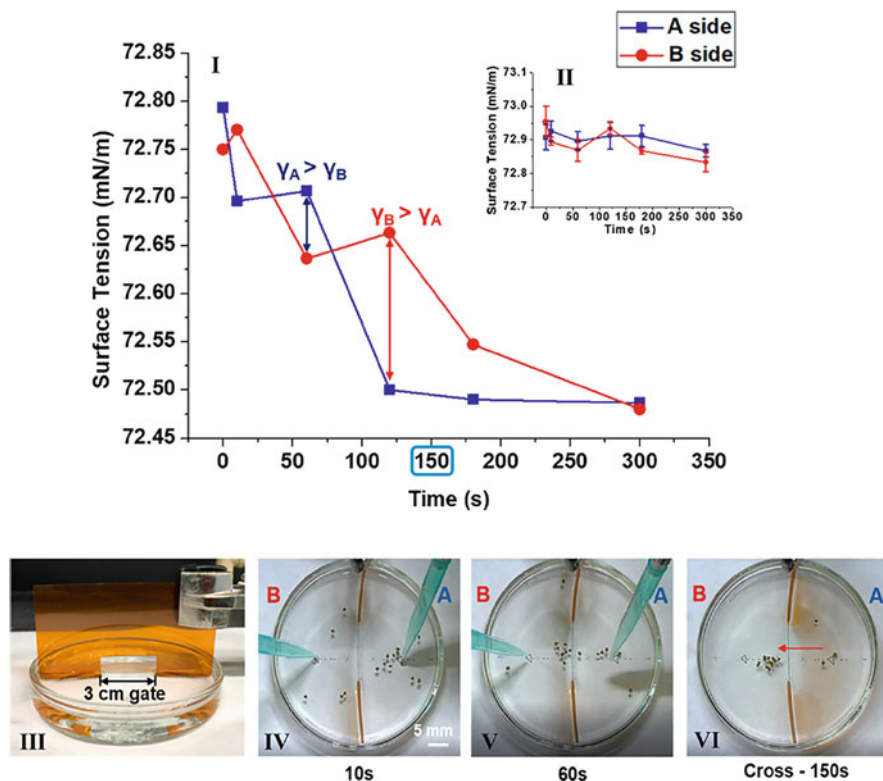 A side
B side
I
Surface Tension (mN/m)
72.85
72.80
72.75
72.70
72.65
72.60
72.55
72.50
72.45
γA > γB
γB > γA
0
50
100
150
200
250
300
350
Time (s)
II
Surface Tension (mN/m)
73.1
73.0
72.9
72.8
72.7
0 50 100 150 200 250 300 350
Time (s)
3 cm gate
III
B
A
5 mm
IV
10s
B
A
V
60s
B
A
VI
Cross - 150s